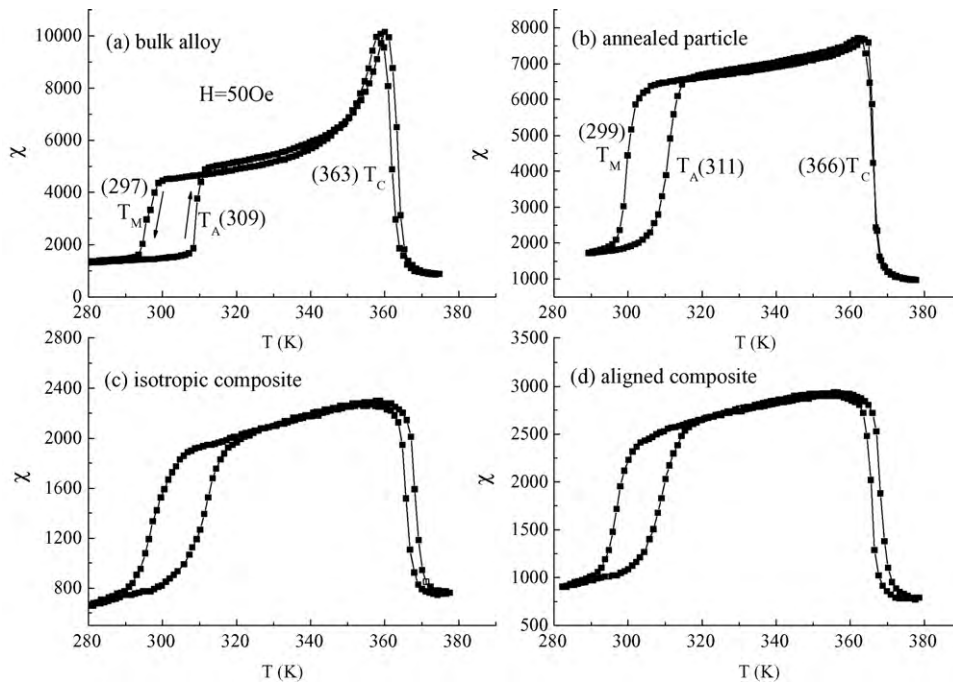 (a) bulk alloy
H=50Oe
(297)
T_M
T_A(309)
(363) T_C
χ
10000
8000
6000
4000
2000
0
280 300 320 340 360 380
T (K)
(b) annealed particle
(299)
T_M
T_A(311)
(366)T_C
χ
8000
7000
6000
5000
4000
3000
2000
1000
280 300 320 340 360 380
T (K)
(c) isotropic composite
χ
2800
2400
2000
1600
1200
800
280 300 320 340 360 380
T (K)
(d) aligned composite
χ
3500
3000
2500
2000
1500
1000
500
280 300 320 340 360 380
T (K)